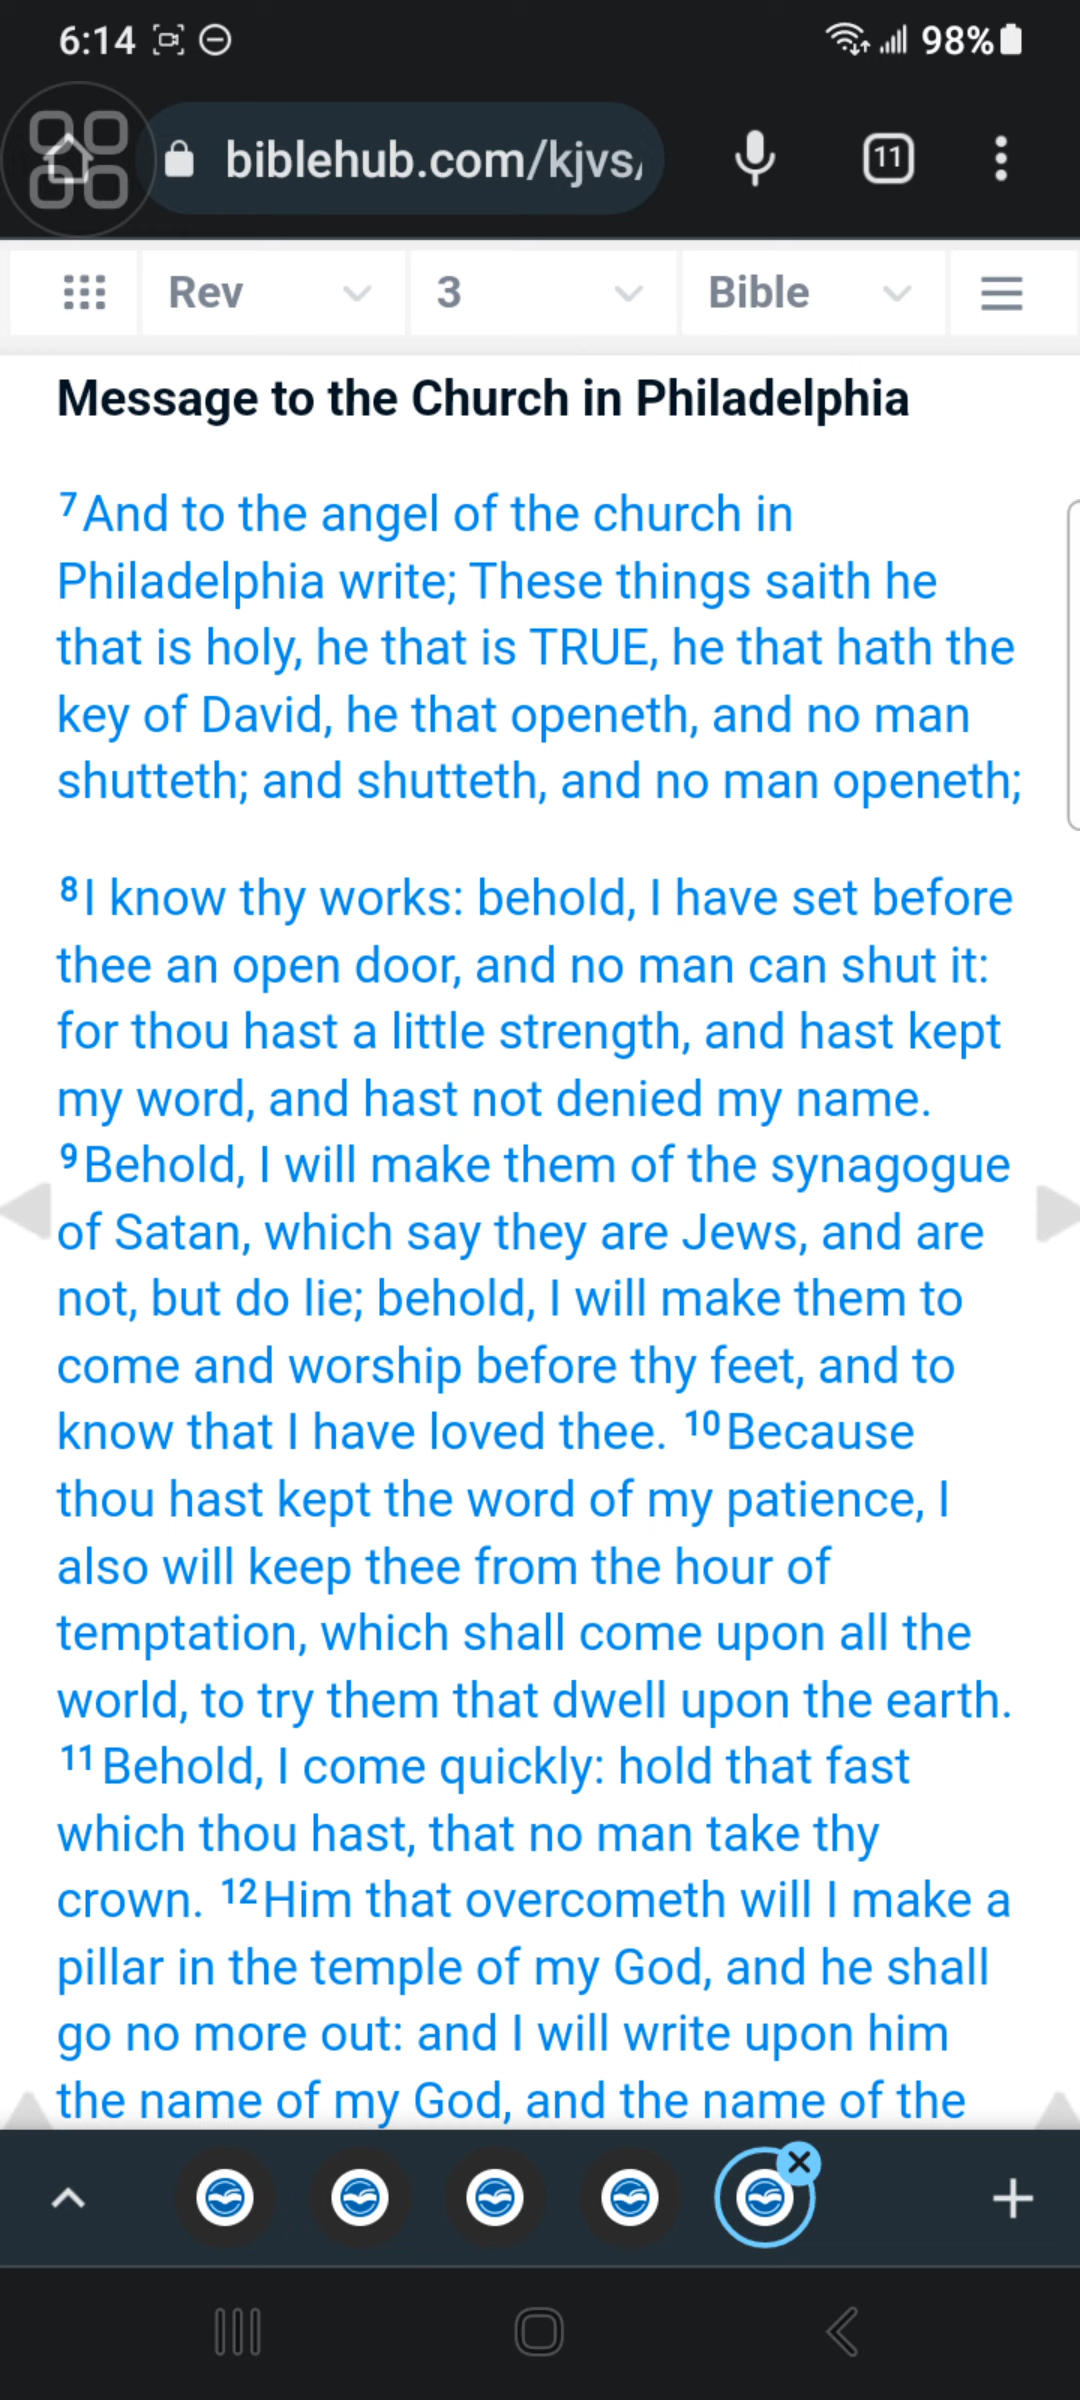 6:14
98%
biblehub.com/kjvs
11
Rev
3
Bible
Message to the Church in Philadelphia
7 And to the angel of the church in
Philadelphia write; These things saith he
that is holy, he that is TRUE, he that hath the
key of David, he that openeth, and no man
shutteth; and shutteth, and no man openeth;
8 I know thy works: behold, I have set before
thee an open door, and no man can shut it:
for thou hast a little strength, and hast kept
my word, and hast not denied my name.
9 Behold, I will make them of the synagogue
of Satan, which say they are Jews, and are
not, but do lie; behold, I will make them to
come and worship before thy feet, and to
know that I have loved thee. 10 Because
thou hast kept the word of my patience, I
also will keep thee from the hour of
temptation, which shall come upon all the
world, to try them that dwell upon the earth.
11 Behold, I come quickly: hold that fast
which thou hast, that no man take thy
crown. 12 Him that overcometh will I make a
pillar in the temple of my God, and he shall
go no more out: and I will write upon him
the name of my God, and the name of the